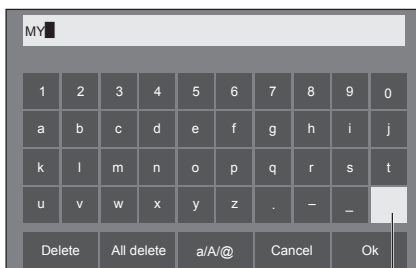 MY
1 2 3 4 5 6 7 8 9 0
a b c d e f g h i j
k l m n o p q r s t
u v w x y z . – _
Delete All delete a/A/@ Cancel Ok